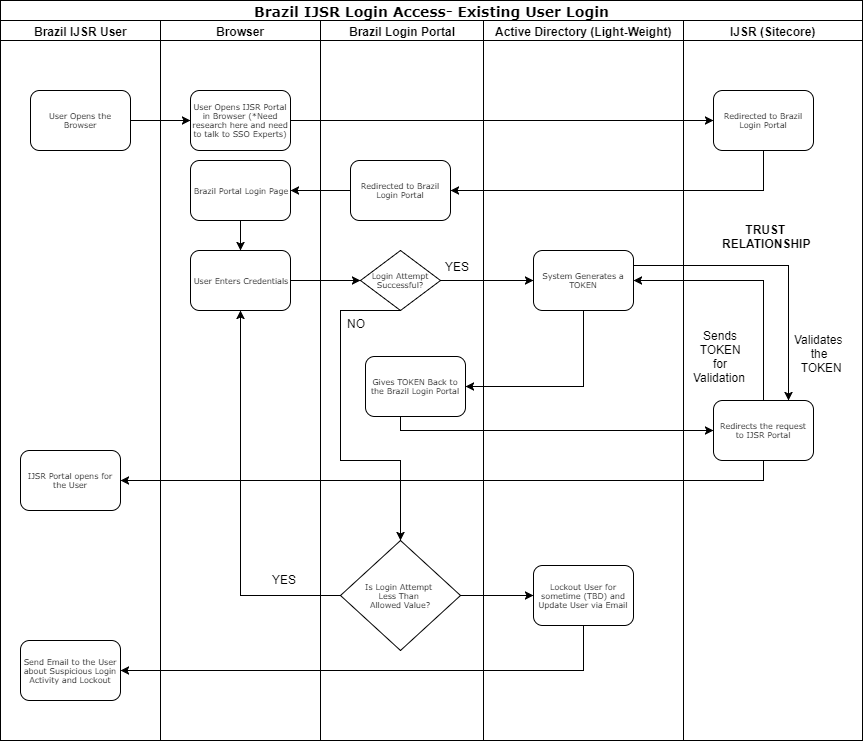 Brazil IJSR Login Access- Existing User Login
Brazil IJSR User
Browser
Brazil Login Portal
Active Directory (Light-Weight)
IJSR (Sitecore)
User Opens the
Browser
User Opens IJSR Portal
in Browser (*Need
research here and need
to talk to SSO Experts)
Redirected to Brazil
Login Portal
Brazil Portal Login Page
Redirected to Brazil
Login Portal
TRUST
RELATIONSHIP
User Enters Credentials
Login Attempt
Successful?
YES
System Generates a
TOKEN
NO
Sends
TOKEN
for
Validation
Validates
the
TOKEN
Gives TOKEN Back to
the Brazil Login Portal
Redirects the request
to IJSR Portal
IJSR Portal opens for
the User
YES
Is Login Attempt
Less Than
Allowed Value?
Lockout User for
sometime (TBD) and
Update User via Email
Send Email to the User
about Suspicious Login
Activity and Lockout